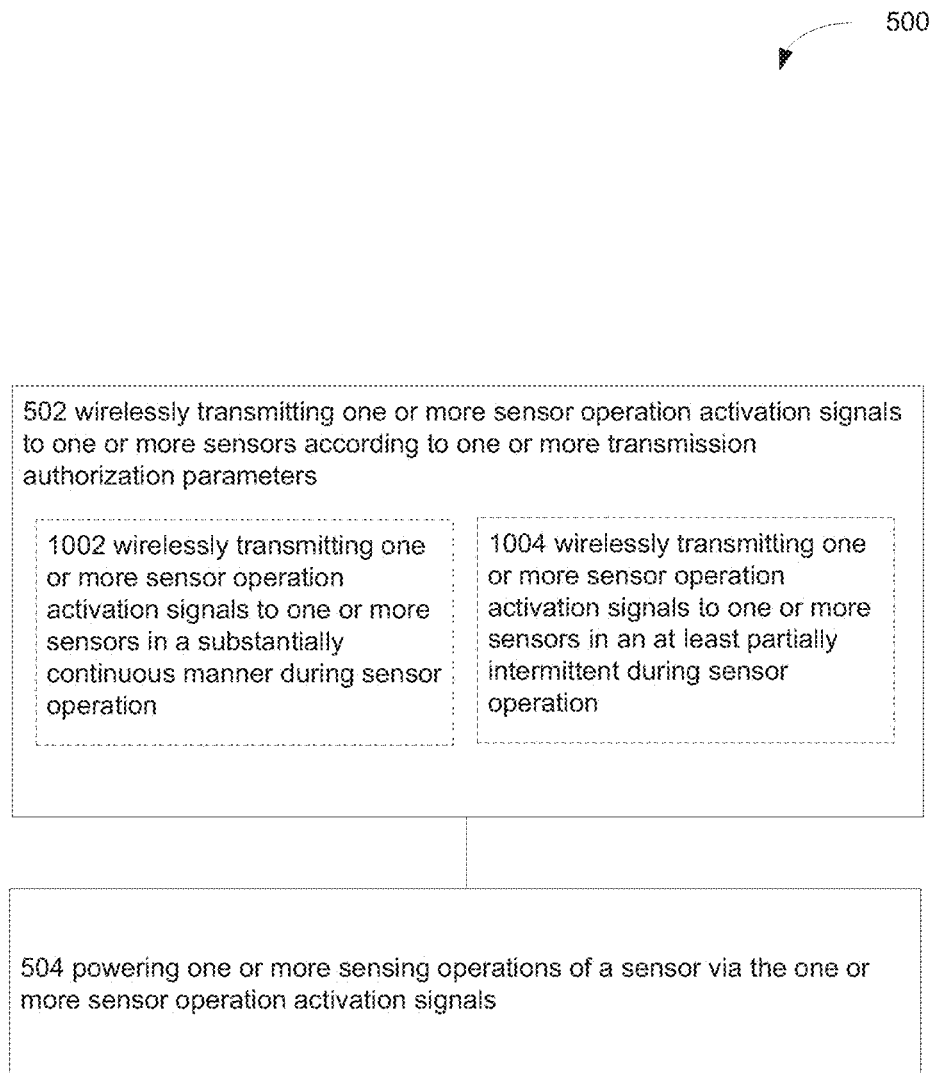 500
502 wirelessly transmitting one or more sensor operation activation signals
to one or more sensors according to one or more transmission
authorization parameters
1002 wirelessly transmitting one
or more sensor operation
activation signals to one or more
sensors in a substantially
continuous manner during sensor
operation
1004 wirelessly transmitting one
or more sensor operation
activation signals to one or more
sensors in an at least partially
intermittent during sensor
operation
504 powering one or more sensing operations of a sensor via the one or
more sensor operation activation signals